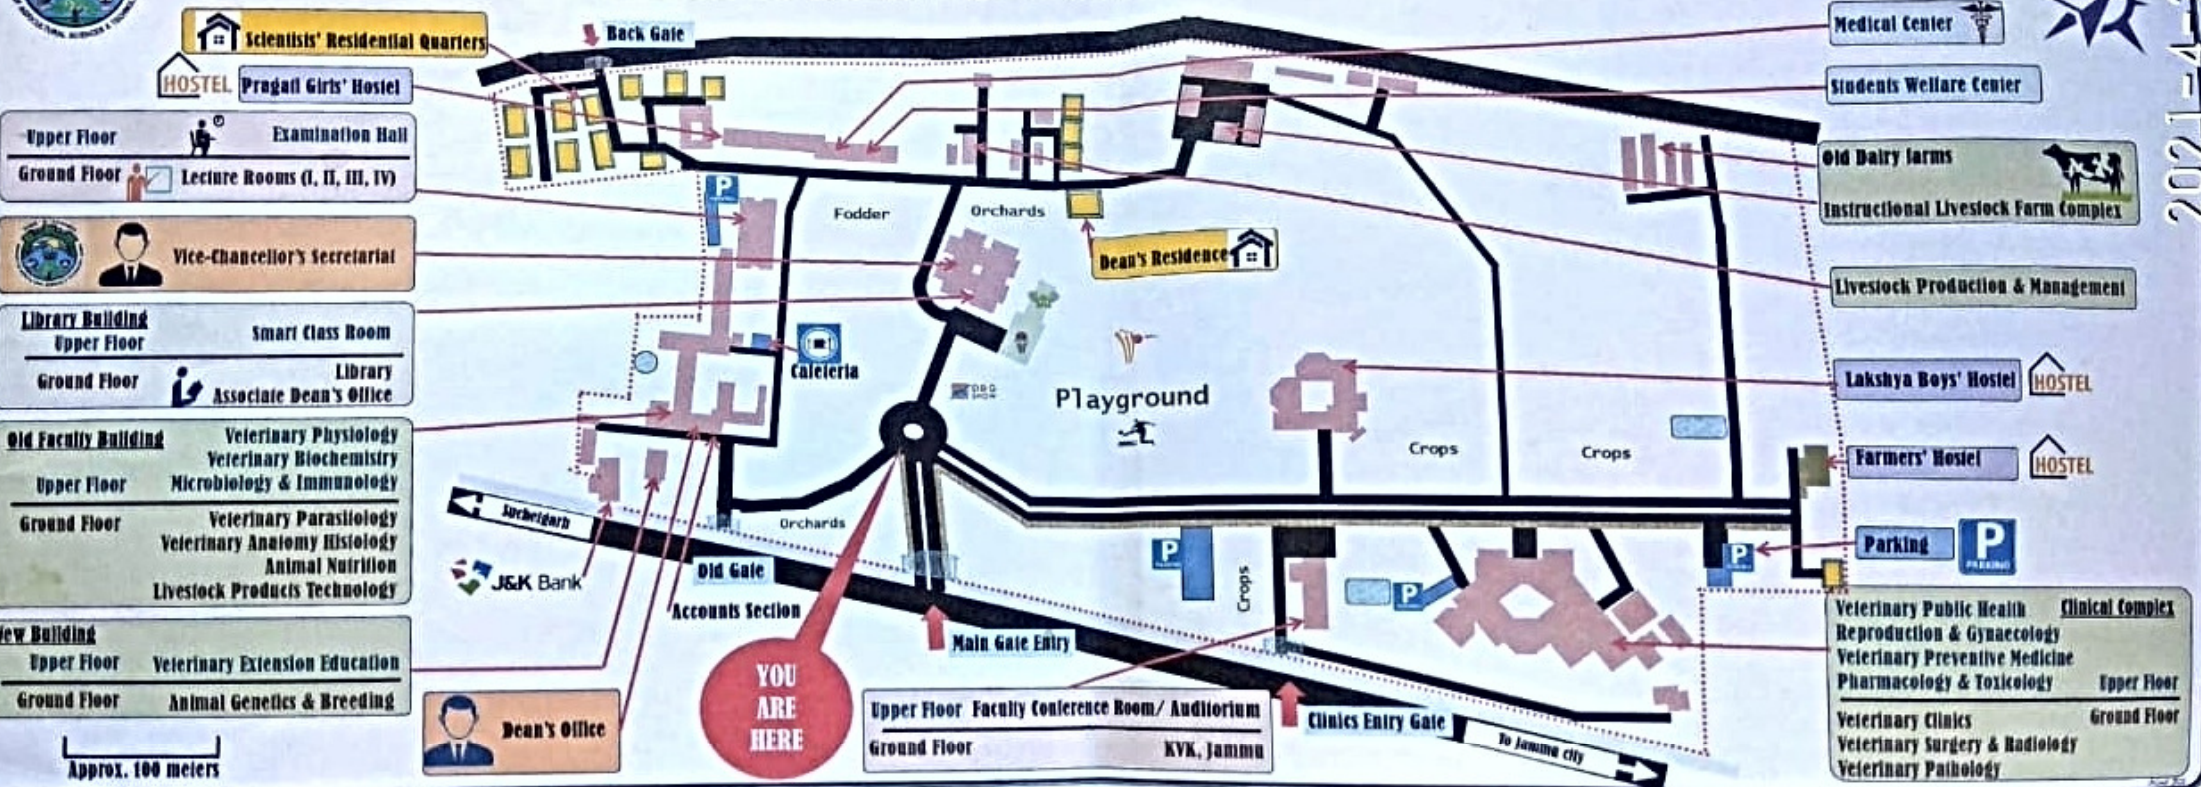 Scientists' Residential Quarters
HOSTEL Pragati Girls' Hostel
Upper Floor Examination Hall
Ground Floor Lecture Rooms (I, II, III, IV)
Vice-Chancellor's Secretariat
Library Building
Upper Floor Smart Class Room
Ground Floor Library
Associate Dean's Office
Old Faculty Building
Veterinary Physiology
Veterinary Biochemistry
Upper Floor Microbiology & Immunology
Ground Floor Veterinary Parasitology
Veterinary Anatomy Histology
Animal Nutrition
Livestock Products Technology
New Building
Upper Floor Veterinary Extension Education
Ground Floor Animal Genetics & Breeding
Approx. 100 meters
Back Gate
P
Fodder
Orchards
Dean's Residence
Cafeteria
Playground
Crops
Crops
Suchetgarh
Orchards
J&K Bank
Old Gate
Accounts Section
Dean's Office
YOU
ARE
HERE
Main Gate Entry
P
Crops
P
P
Upper Floor Faculty Conference Room/ Auditorium
Ground Floor KVK, Jammu
Clinics Entry Gate
To Jammu city
Medical Center
Students Welfare Center
Old Dairy farms
Instructional Livestock Farm Complex
Livestock Production & Management
Lakshya Boys' Hostel HOSTEL
Farmers' Hostel HOSTEL
Parking P
PARKING
Veterinary Public Health Clinical Complex
Reproduction & Gynaecology
Veterinary Preventive Medicine
Pharmacology & Toxicology Upper Floor
Veterinary Clinics Ground Floor
Veterinary Surgery & Radiology
Veterinary Pathology